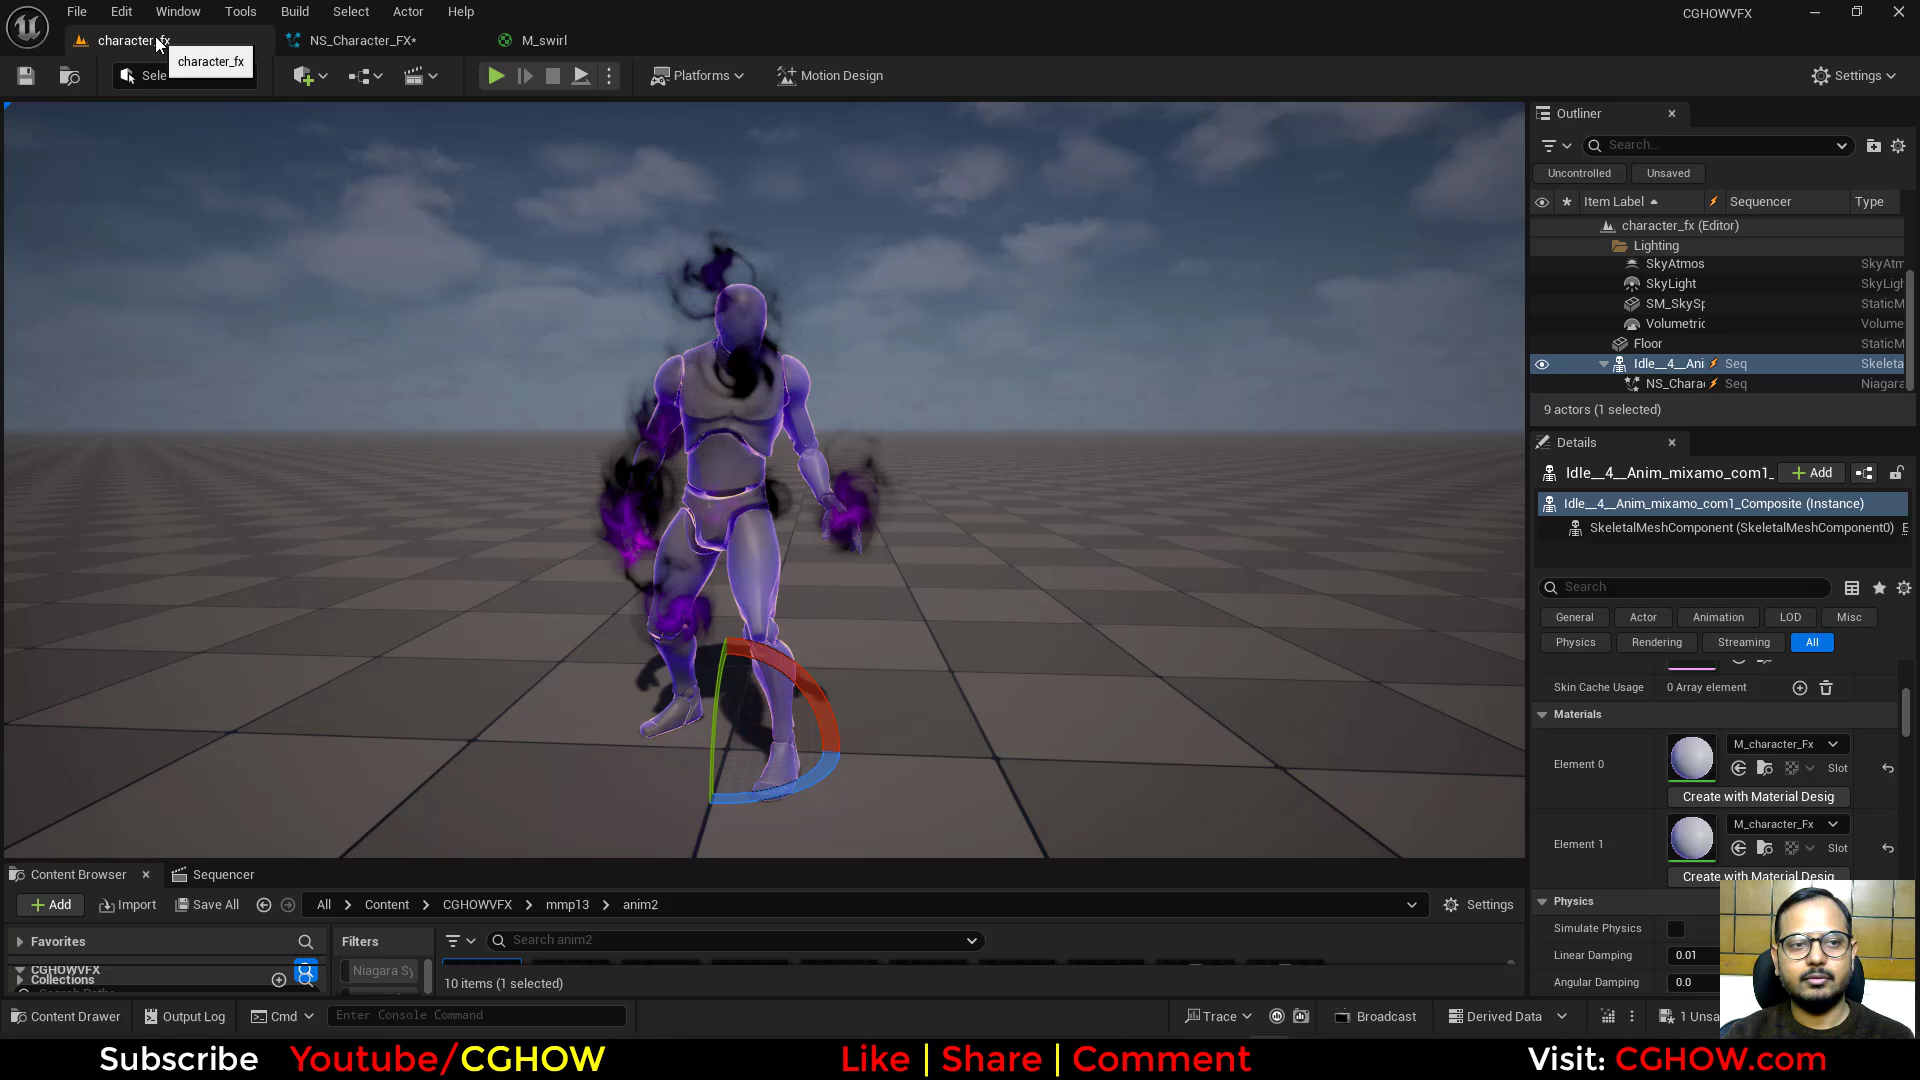 File Edit Window Tools Build Select Actor Help
CGHOWVFX
character_fx
NS_Character_FX*
M_swirl
character_fx
Sele
Platforms
Motion Design
Settings
Outliner
Search...
Uncontrolled
Unsaved
Item Label
Sequencer
Type
character_fx (Editor)
Lighting
SkyAtmos SkyAtm
SkyLight SkyLigh
SM_SkySp StaticM
Volumetric Volume
Floor StaticM
Idle__4__Ani Seq Skeleta
NS_Charac Seq Niagara
9 actors (1 selected)
Details
Idle__4__Anim_mixamo_com1_
Add
Idle__4__Anim_mixamo_com1_Composite (Instance)
SkeletalMeshComponent (SkeletalMeshComponent0) E
Search
General Actor Animation LOD Misc
Physics Rendering Streaming All
Skin Cache Usage 0 Array element
Materials
M_character_Fx
Element 0
Slot
Create with Material Desig
M_character_Fx
Element 1
Slot
Create with Material Desig
Physics
Simulate Physics
Linear Damping 0.01
Angular Damping 0.0
Content Browser
Sequencer
Add Import Save All All Content CGHOWVFX mmp13 anim2 Settings
Favorites
Filters
Search anim2
CGHOWVFX
Collections
Niagara Sy
10 items (1 selected)
Content Drawer Output Log Cmd Enter Console Command Trace Broadcast Derived Data 1 Unsa
Subscribe Youtube/CGHOW Like | Share | Comment Visit: CGHOW.com